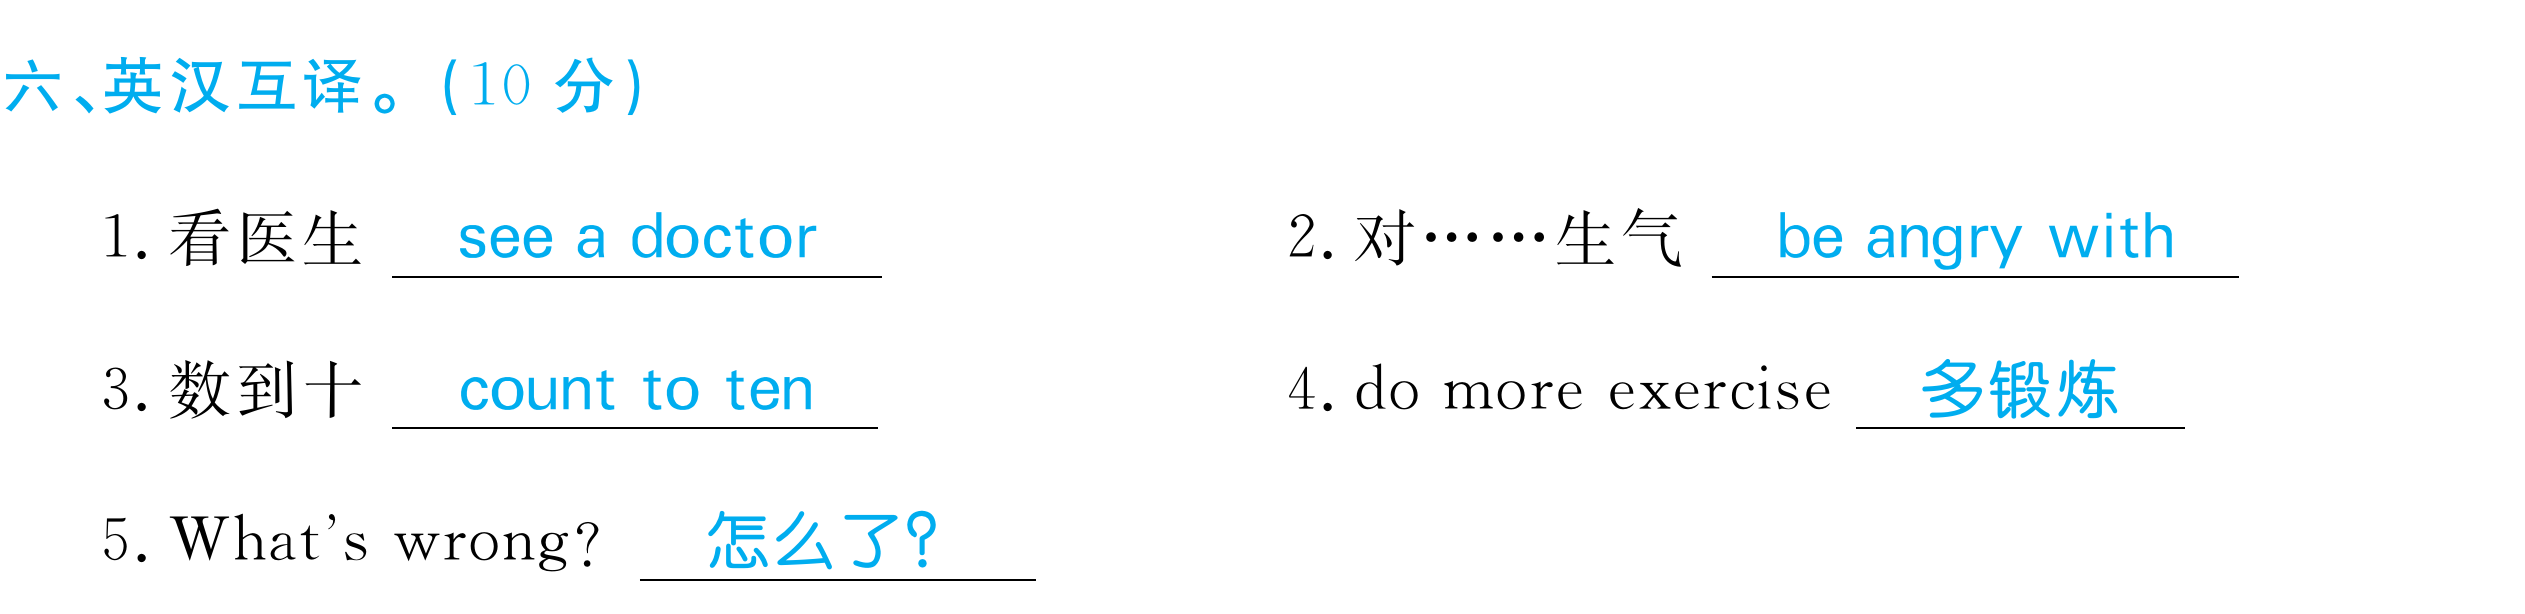 六、英汉互译。(10 分)
1. 看医生 see a doctor 2. 对……生气 be angry with
3. 数到十 count to ten 4. do more exercise 多锻炼
5. What's wrong? 怎么了?